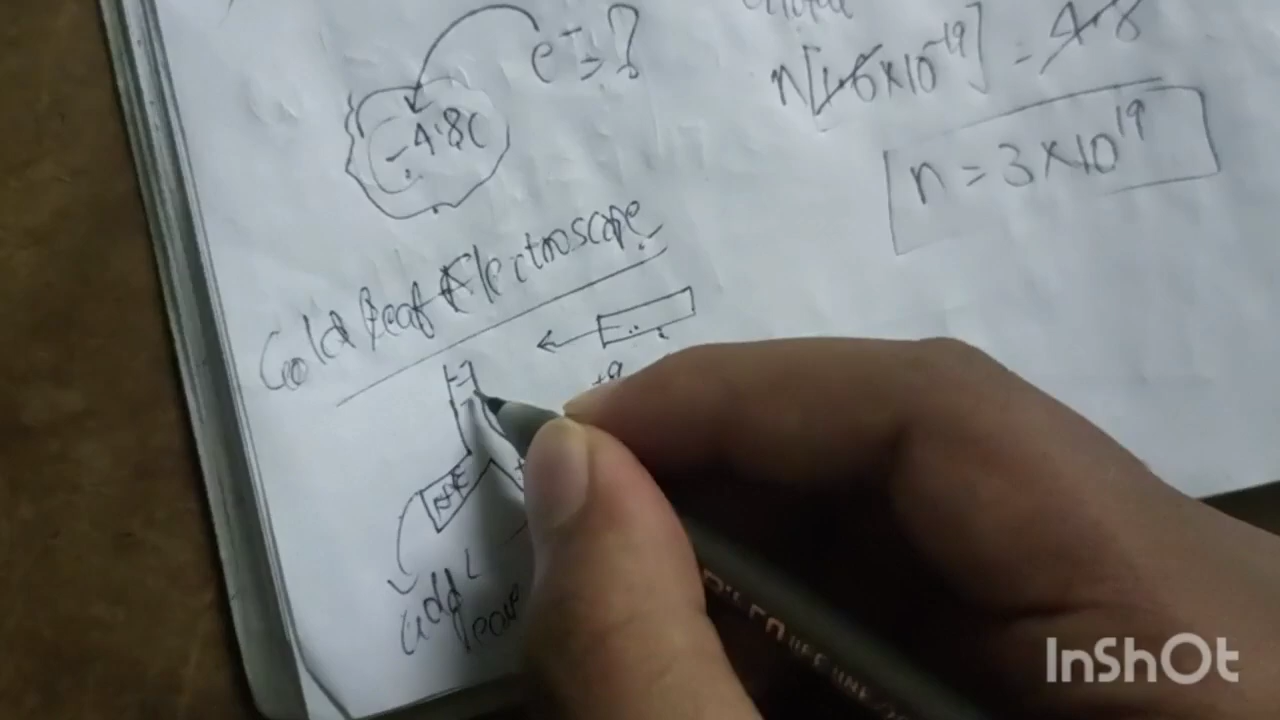 e⁻ = ?
-4.8C
n[1.6×10⁻¹⁹] = 4.8
n = 3×10¹⁹
Gold Leaf Electroscope
+q
Gold
Leaf
InShOt